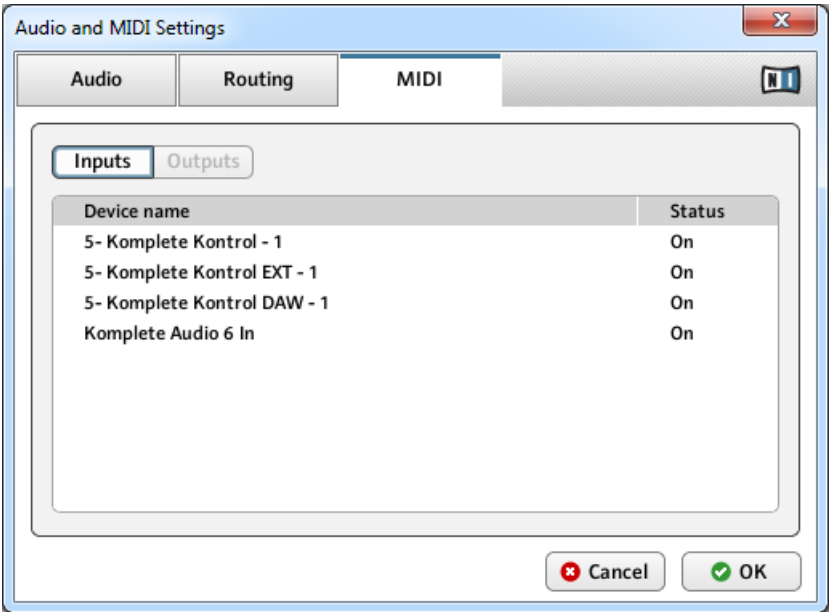 Audio and MIDI Settings
Audio Routing MIDI
Inputs Outputs
Device name Status
5- Komplete Kontrol - 1 On
5- Komplete Kontrol EXT - 1 On
5- Komplete Kontrol DAW - 1 On
Komplete Audio 6 In On
Cancel OK